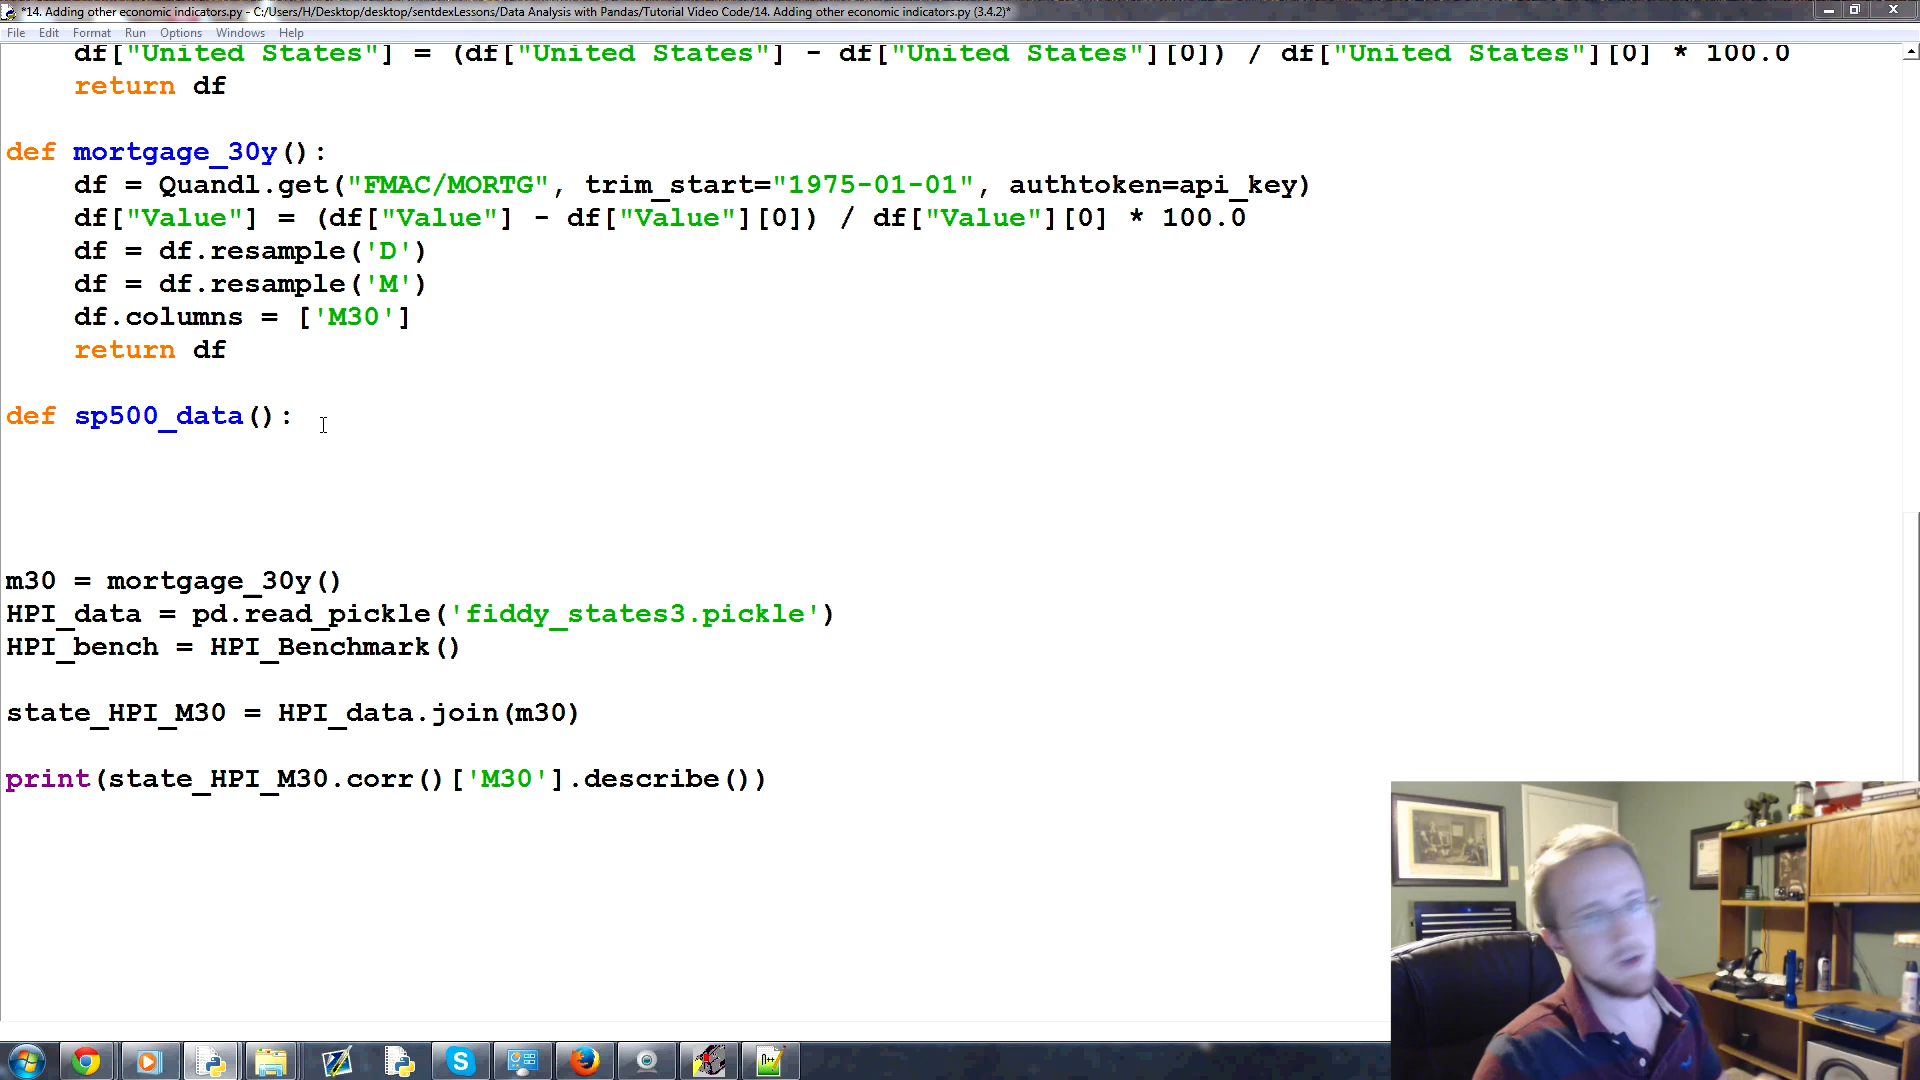 *14. Adding other economic indicators.py - C:/Users/H/Desktop/desktop/sentdexLessons/Data Analysis with Pandas/Tutorial Video Code/14. Adding other economic indicators.py (3.4.2)*
File Edit Format Run Options Windows Help
df["United States"] = (df["United States"] - df["United States"][0]) / df["United States"][0] * 100.0
return df
def mortgage_30y():
df = Quandl.get("FMAC/MORTG", trim_start="1975-01-01", authtoken=api_key)
df["Value"] = (df["Value"] - df["Value"][0]) / df["Value"][0] * 100.0
df = df.resample('D')
df = df.resample('M')
df.columns = ['M30']
return df
def sp500_data():
m30 = mortgage_30y()
HPI_data = pd.read_pickle('fiddy_states3.pickle')
HPI_bench = HPI_Benchmark()
state_HPI_M30 = HPI_data.join(m30)
print(state_HPI_M30.corr()['M30'].describe())